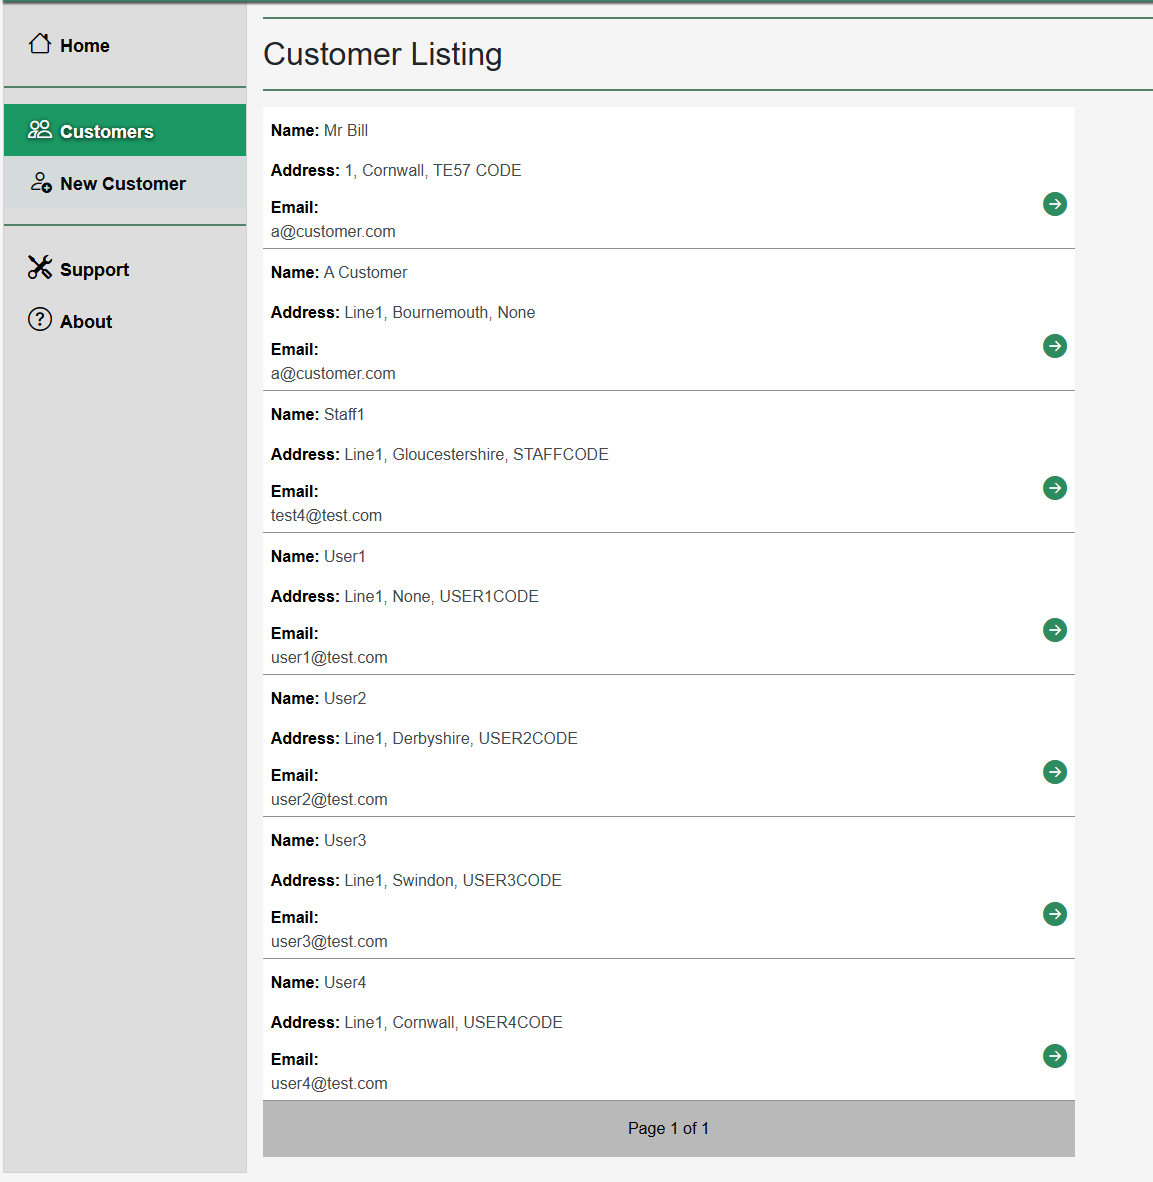 Home
Customers
New Customer
Support
About
Customer Listing
Name: Mr Bill
Address: 1, Cornwall, TE57 CODE
Email:
a@customer.com
Name: A Customer
Address: Line1, Bournemouth, None
Email:
a@customer.com
Name: Staff1
Address: Line1, Gloucestershire, STAFFCODE
Email:
test4@test.com
Name: User1
Address: Line1, None, USER1CODE
Email:
user1@test.com
Name: User2
Address: Line1, Derbyshire, USER2CODE
Email:
user2@test.com
Name: User3
Address: Line1, Swindon, USER3CODE
Email:
user3@test.com
Name: User4
Address: Line1, Cornwall, USER4CODE
Email:
user4@test.com
Page 1 of 1